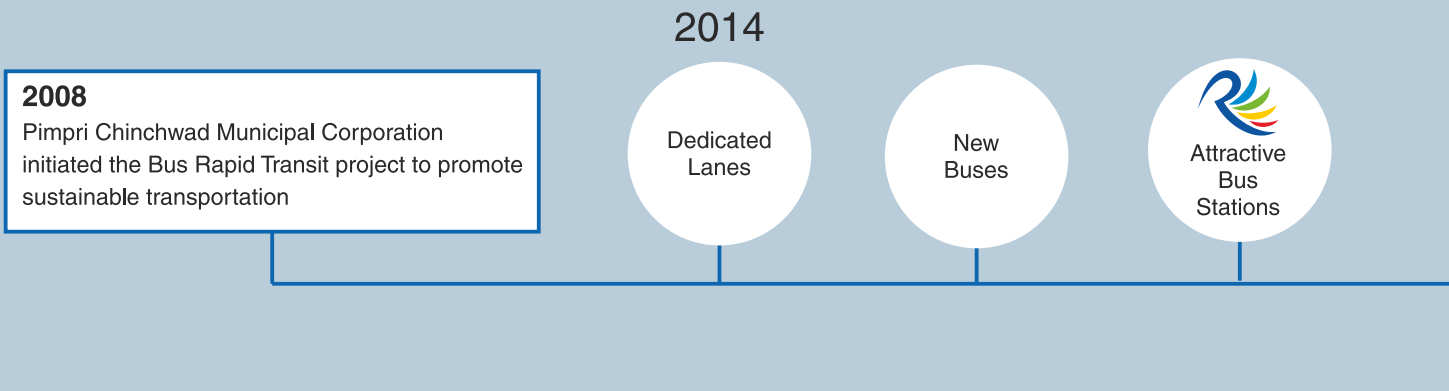 2014
2008
Pimpri Chinchwad Municipal Corporation
initiated the Bus Rapid Transit project to promote
sustainable transportation
Dedicated
Lanes
New
Buses
Attractive
Bus
Stations